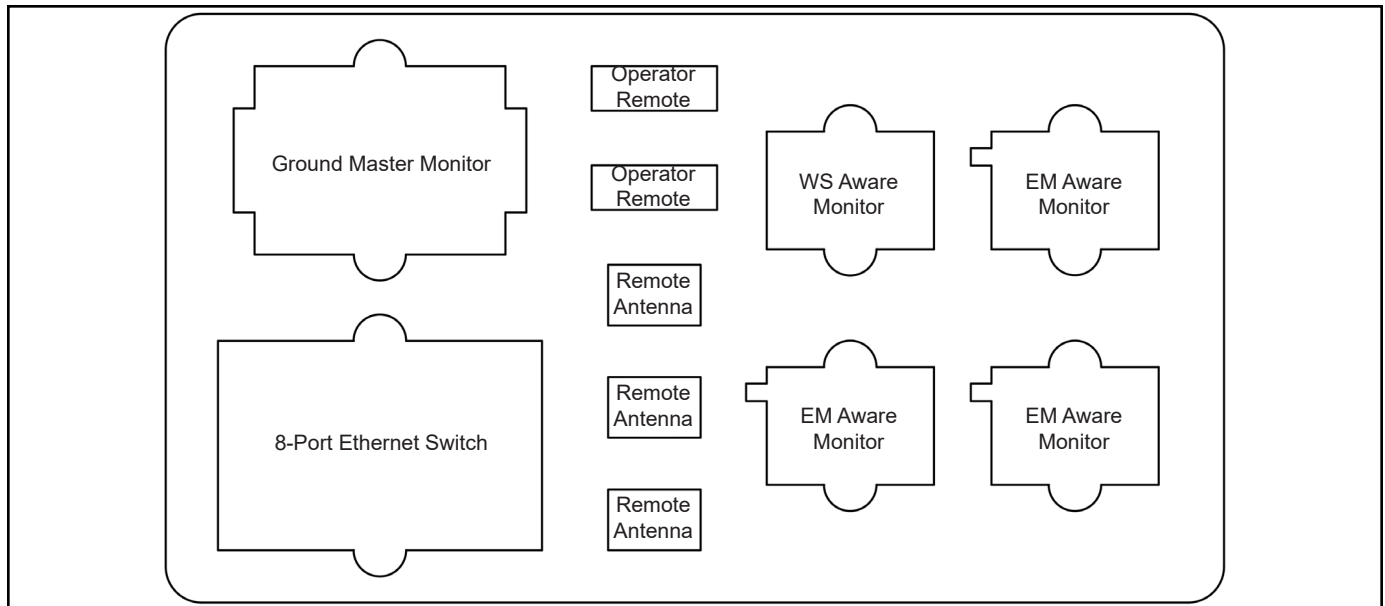 Ground Master Monitor
8-Port Ethernet Switch
Operator
Remote
Operator
Remote
Remote
Antenna
Remote
Antenna
Remote
Antenna
WS Aware
Monitor
EM Aware
Monitor
EM Aware
Monitor
EM Aware
Monitor